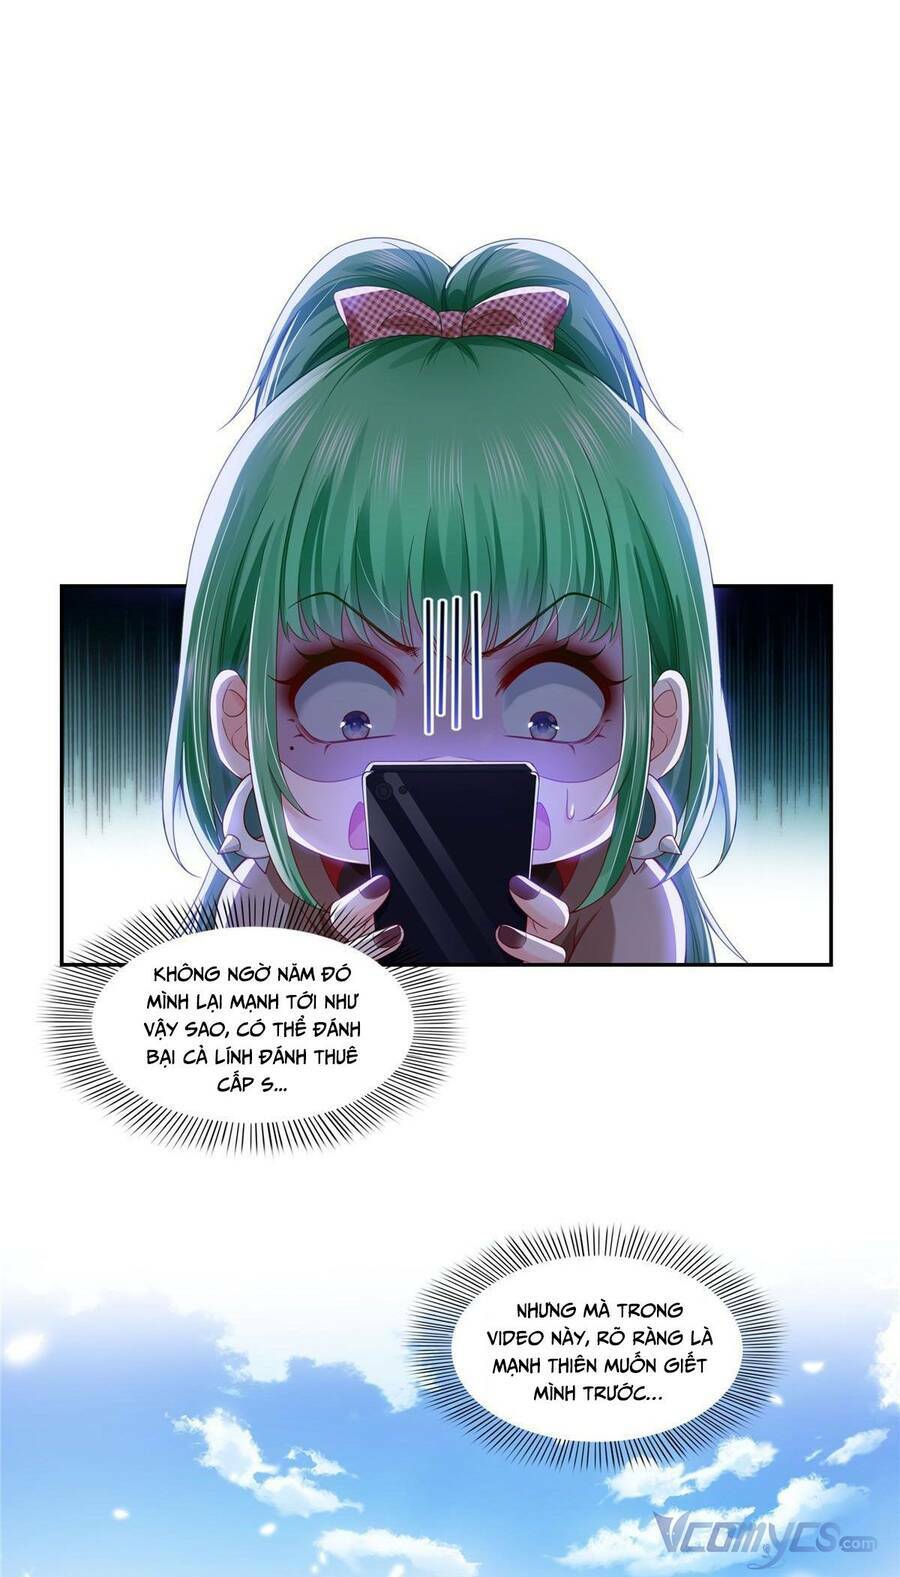 KHÔNG NGỜ NĂM ĐÓ
MÌNH LẠI MẠNH TỚI NHƯ
VẬY SAO, CÓ THỂ ĐÁNH
BẠI CẢ LÍNH ĐÁNH THUÊ
CẤP S...
NHƯNG MÀ TRONG
VIDEO NÀY, RÕ RÀNG LÀ
MẠNH THIÊN MUỐN GIẾT
MÌNH TRƯỚC...
VCOMYCS.com